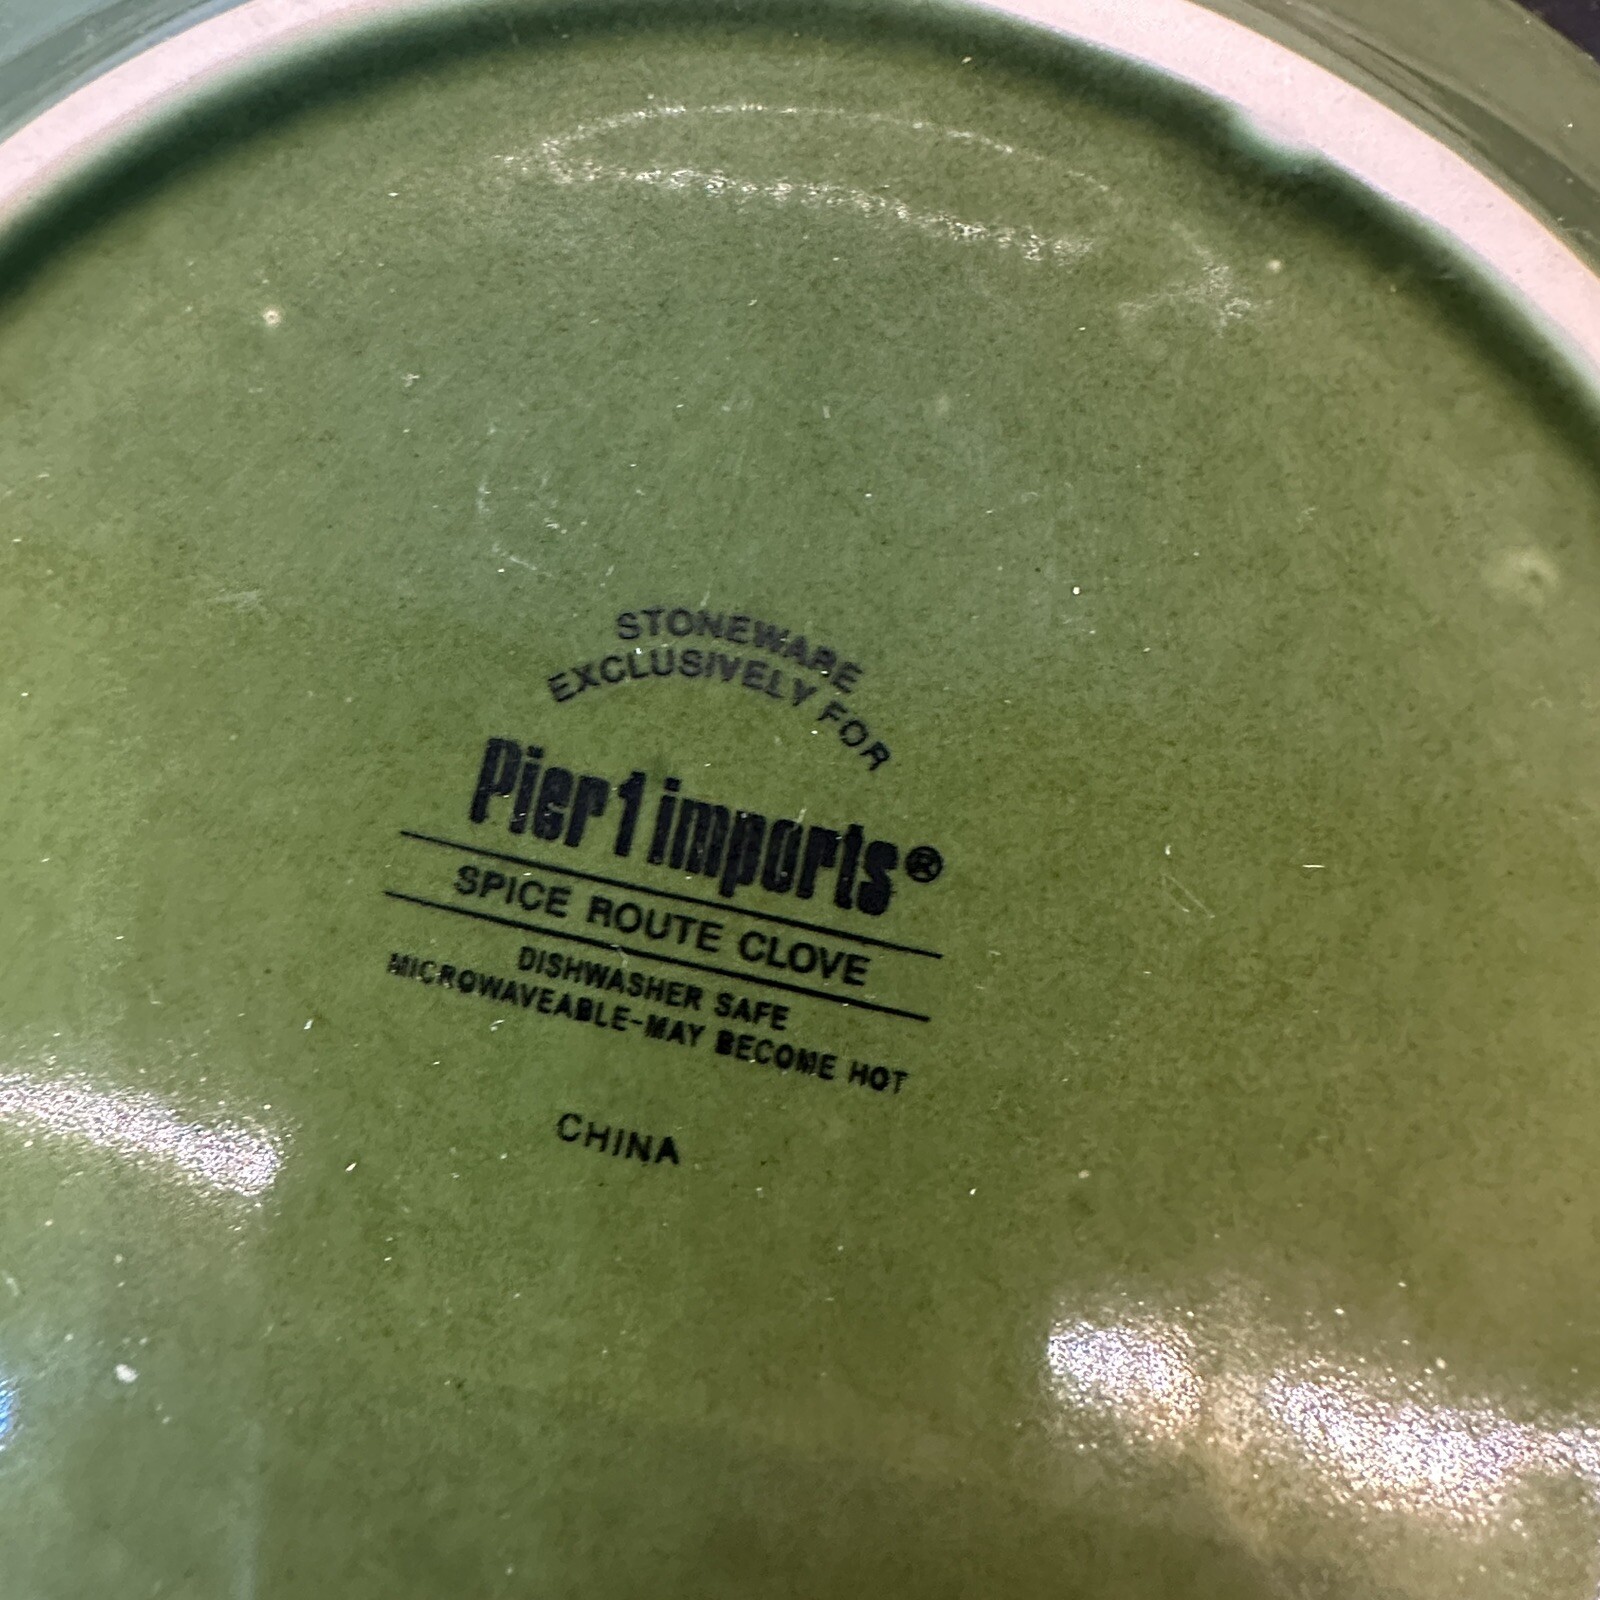 STONEWARE
EXCLUSIVELY FOR
Pier 1 imports®
SPICE ROUTE CLOVE
DISHWASHER SAFE
MICROWAVEABLE-MAY BECOME HOT
CHINA